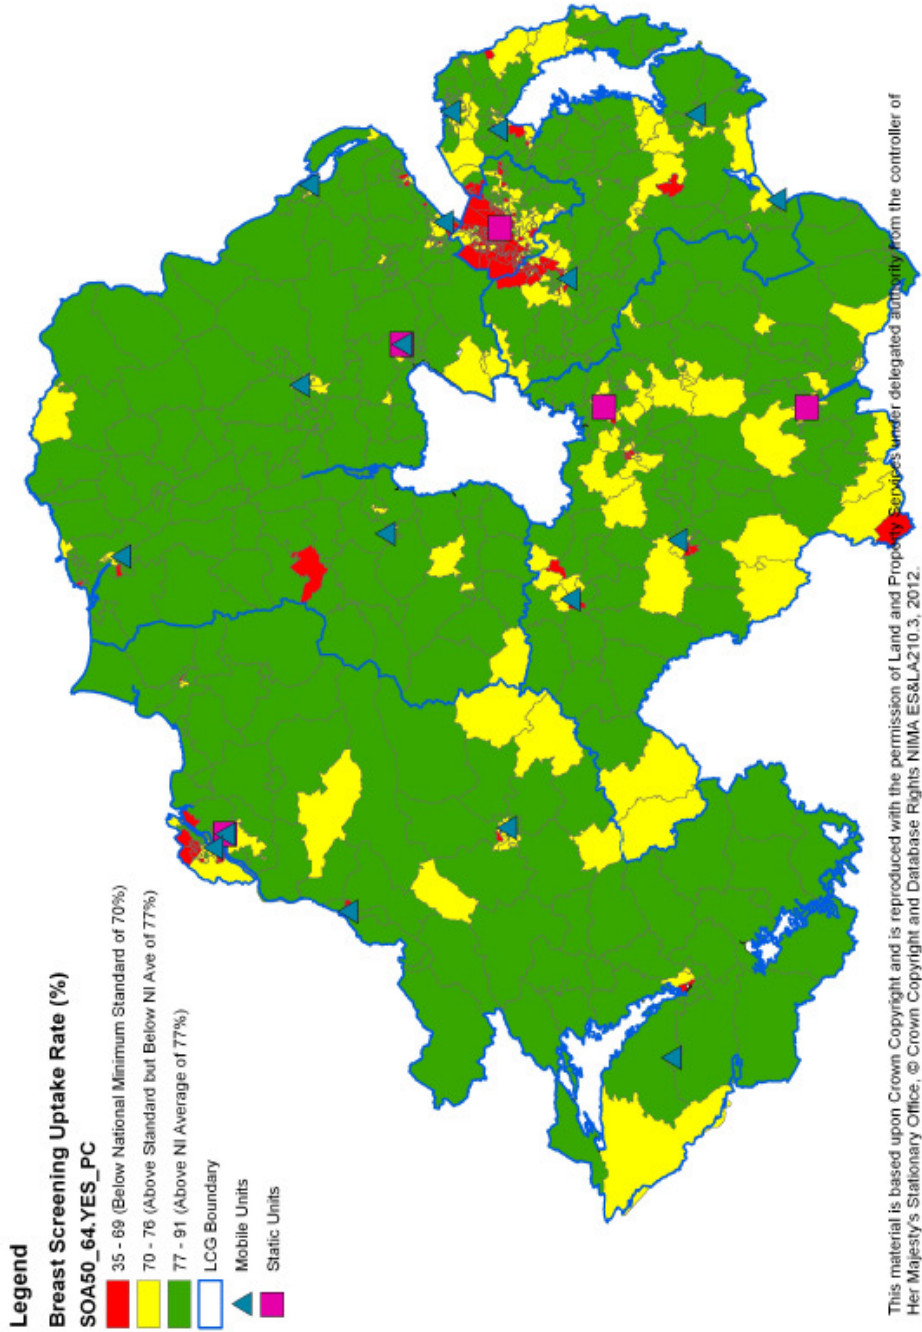 Legend
Breast Screening Uptake Rate (%)
SOA50_64.YES_PC
35 - 69 (Below National Minimum Standard of 70%)
70 - 76 (Above Standard but Below NI Ave of 77%)
77 - 91 (Above NI Average of 77%)
LCG Boundary
Mobile Units
Static Units
This material is based upon Crown Copyright and is reproduced with the permission of Land and Property Services under delegated authority from the controller of
Her Majesty's Stationary Office, © Crown Copyright and Database Rights NIMA ES&LA210.3, 2012.